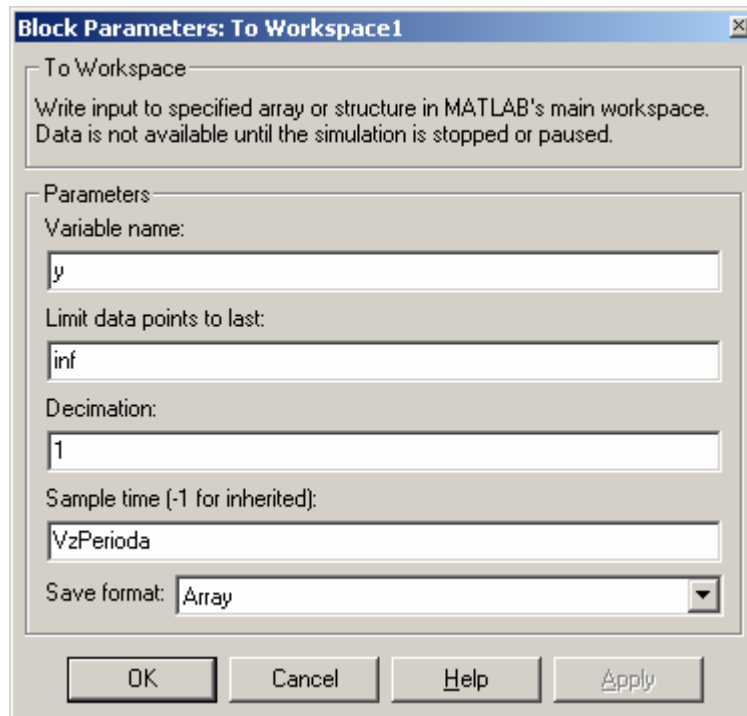 Block Parameters: To Workspace1
To Workspace
Write input to specified array or structure in MATLAB's main workspace.
Data is not available until the simulation is stopped or paused.
Parameters
Variable name:
y
Limit data points to last:
inf
Decimation:
1
Sample time (-1 for inherited):
VzPerioda
Save format: Array
OK Cancel Help Apply